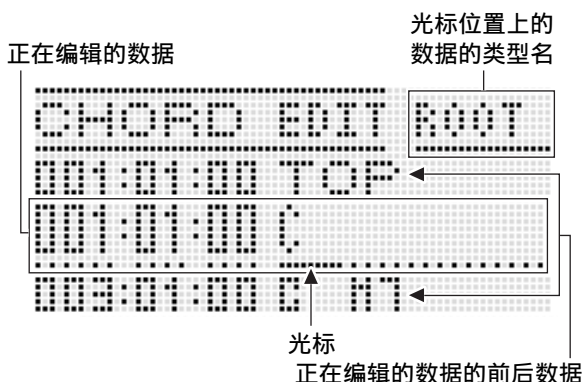 光标位置上的
数据的类型名
正在编辑的数据
CHORD EDIT ROOT
001:01:00 TOP
001:01:00 C
003:01:00 G M7
光标
正在编辑的数据的前后数据